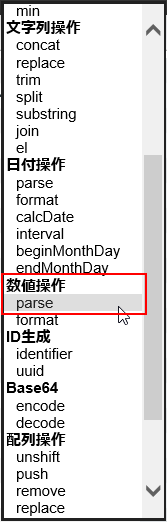 min
文字列操作
concat
replace
trim
split
substring
join
el
日付操作
parse
format
calcDate
interval
beginMonthDay
endMonthDay
数値操作
parse
format
ID生成
identifier
uuid
Base64
encode
decode
配列操作
unshift
push
remove
replace